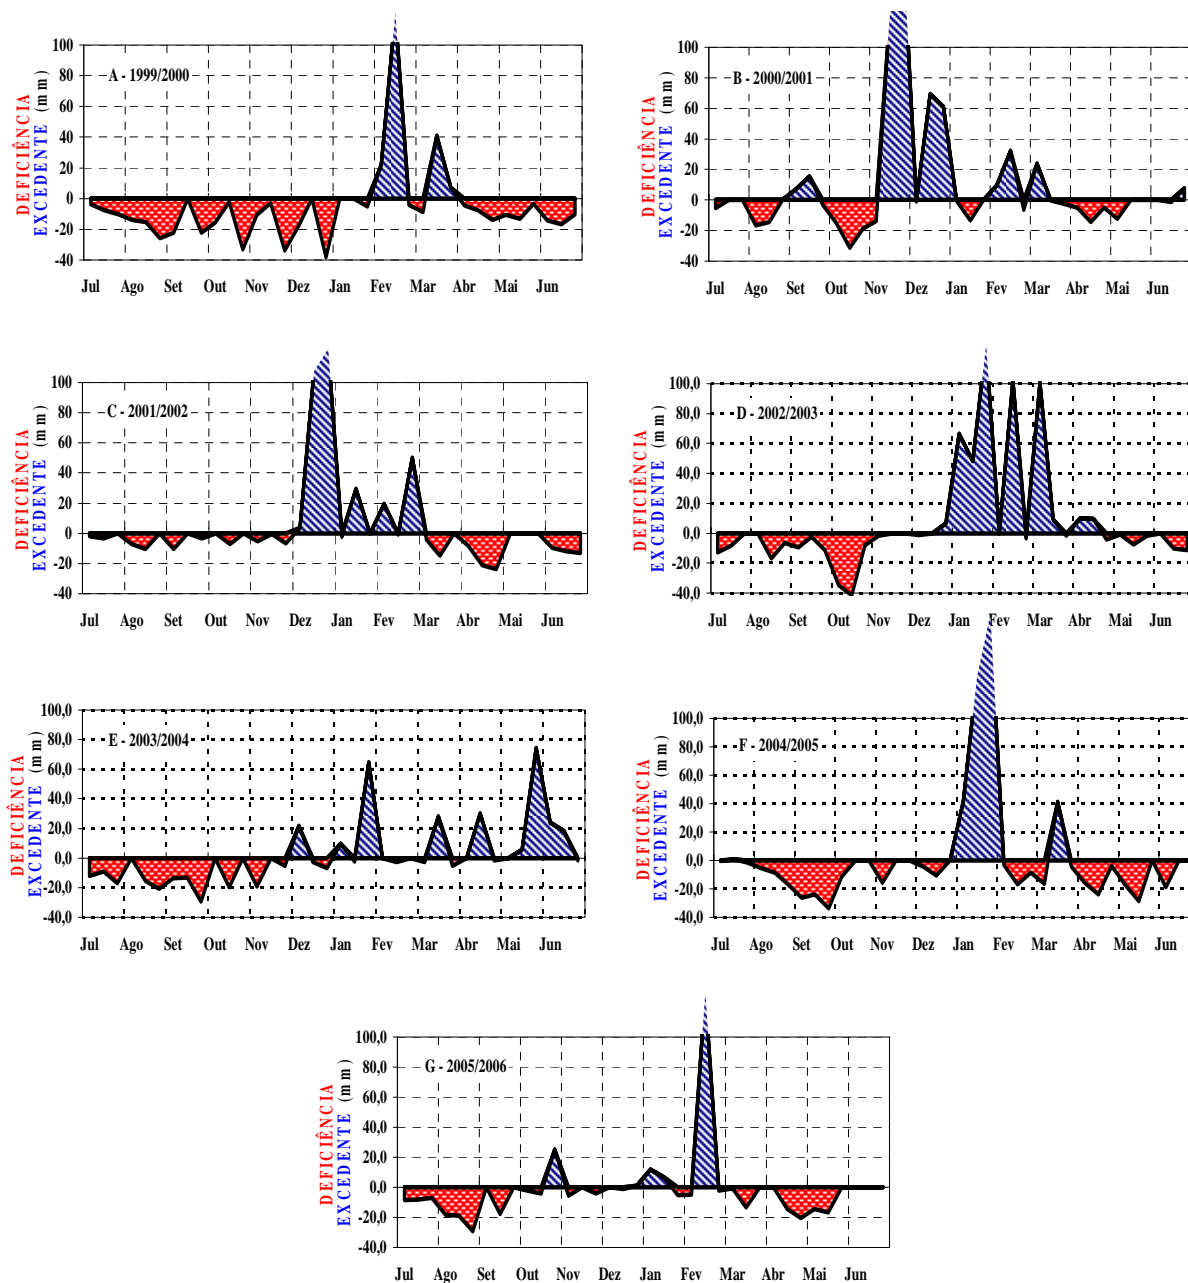 DEFICIÊNCIA
EXCEDENTE (mm)
A - 1999/2000
100
80
60
40
20
0
-20
-40
Jul Ago Set Out Nov Dez Jan Fev Mar Abr Mai Jun
DEFICIÊNCIA
EXCEDENTE (mm)
B - 2000/2001
100
80
60
40
20
0
-20
-40
Jul Ago Set Out Nov Dez Jan Fev Mar Abr Mai Jun
DEFICIÊNCIA
EXCEDENTE (mm)
C - 2001/2002
100
80
60
40
20
0
-20
-40
Jul Ago Set Out Nov Dez Jan Fev Mar Abr Mai Jun
DEFICIÊNCIA
EXCEDENTE (mm)
D - 2002/2003
100,0
80,0
60,0
40,0
20,0
0,0
-20,0
-40,0
Jul Ago Set Out Nov Dez Jan Fev Mar Abr Mai Jun
DEFICIÊNCIA
EXCEDENTE (mm)
E - 2003/2004
100,0
80,0
60,0
40,0
20,0
0,0
-20,0
-40,0
Jul Ago Set Out Nov Dez Jan Fev Mar Abr Mai Jun
DEFICIÊNCIA
EXCEDENTE (mm)
F - 2004/2005
100,0
80,0
60,0
40,0
20,0
0,0
-20,0
-40,0
Jul Ago Set Out Nov Dez Jan Fev Mar Abr Mai Jun
DEFICIÊNCIA
EXCEDENTE (mm)
G - 2005/2006
100,0
80,0
60,0
40,0
20,0
0,0
-20,0
-40,0
Jul Ago Set Out Nov Dez Jan Fev Mar Abr Mai Jun